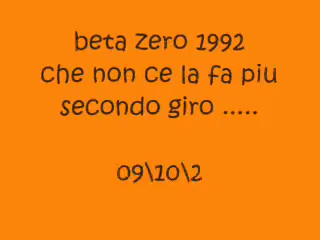 beta zero 1992
che non ce la fa piu
secondo giro .....
09\10\2